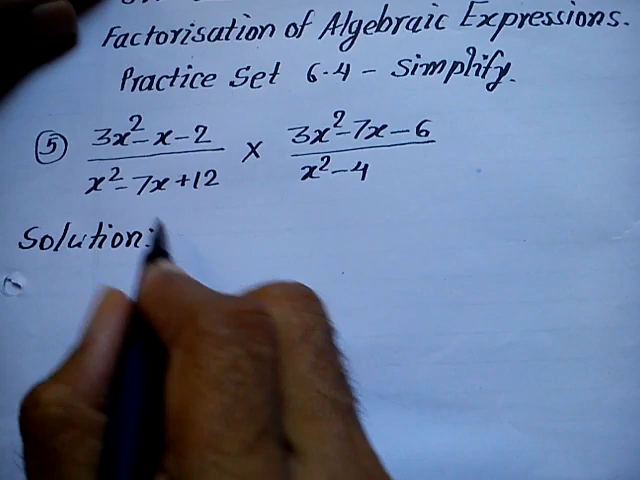 Factorisation of Algebraic Expressions.
Practice Set 6.4 - Simplify.
⑤ 3x²-x-2 / x²-7x+12 × 3x²-7x-6 / x²-4
Solution: